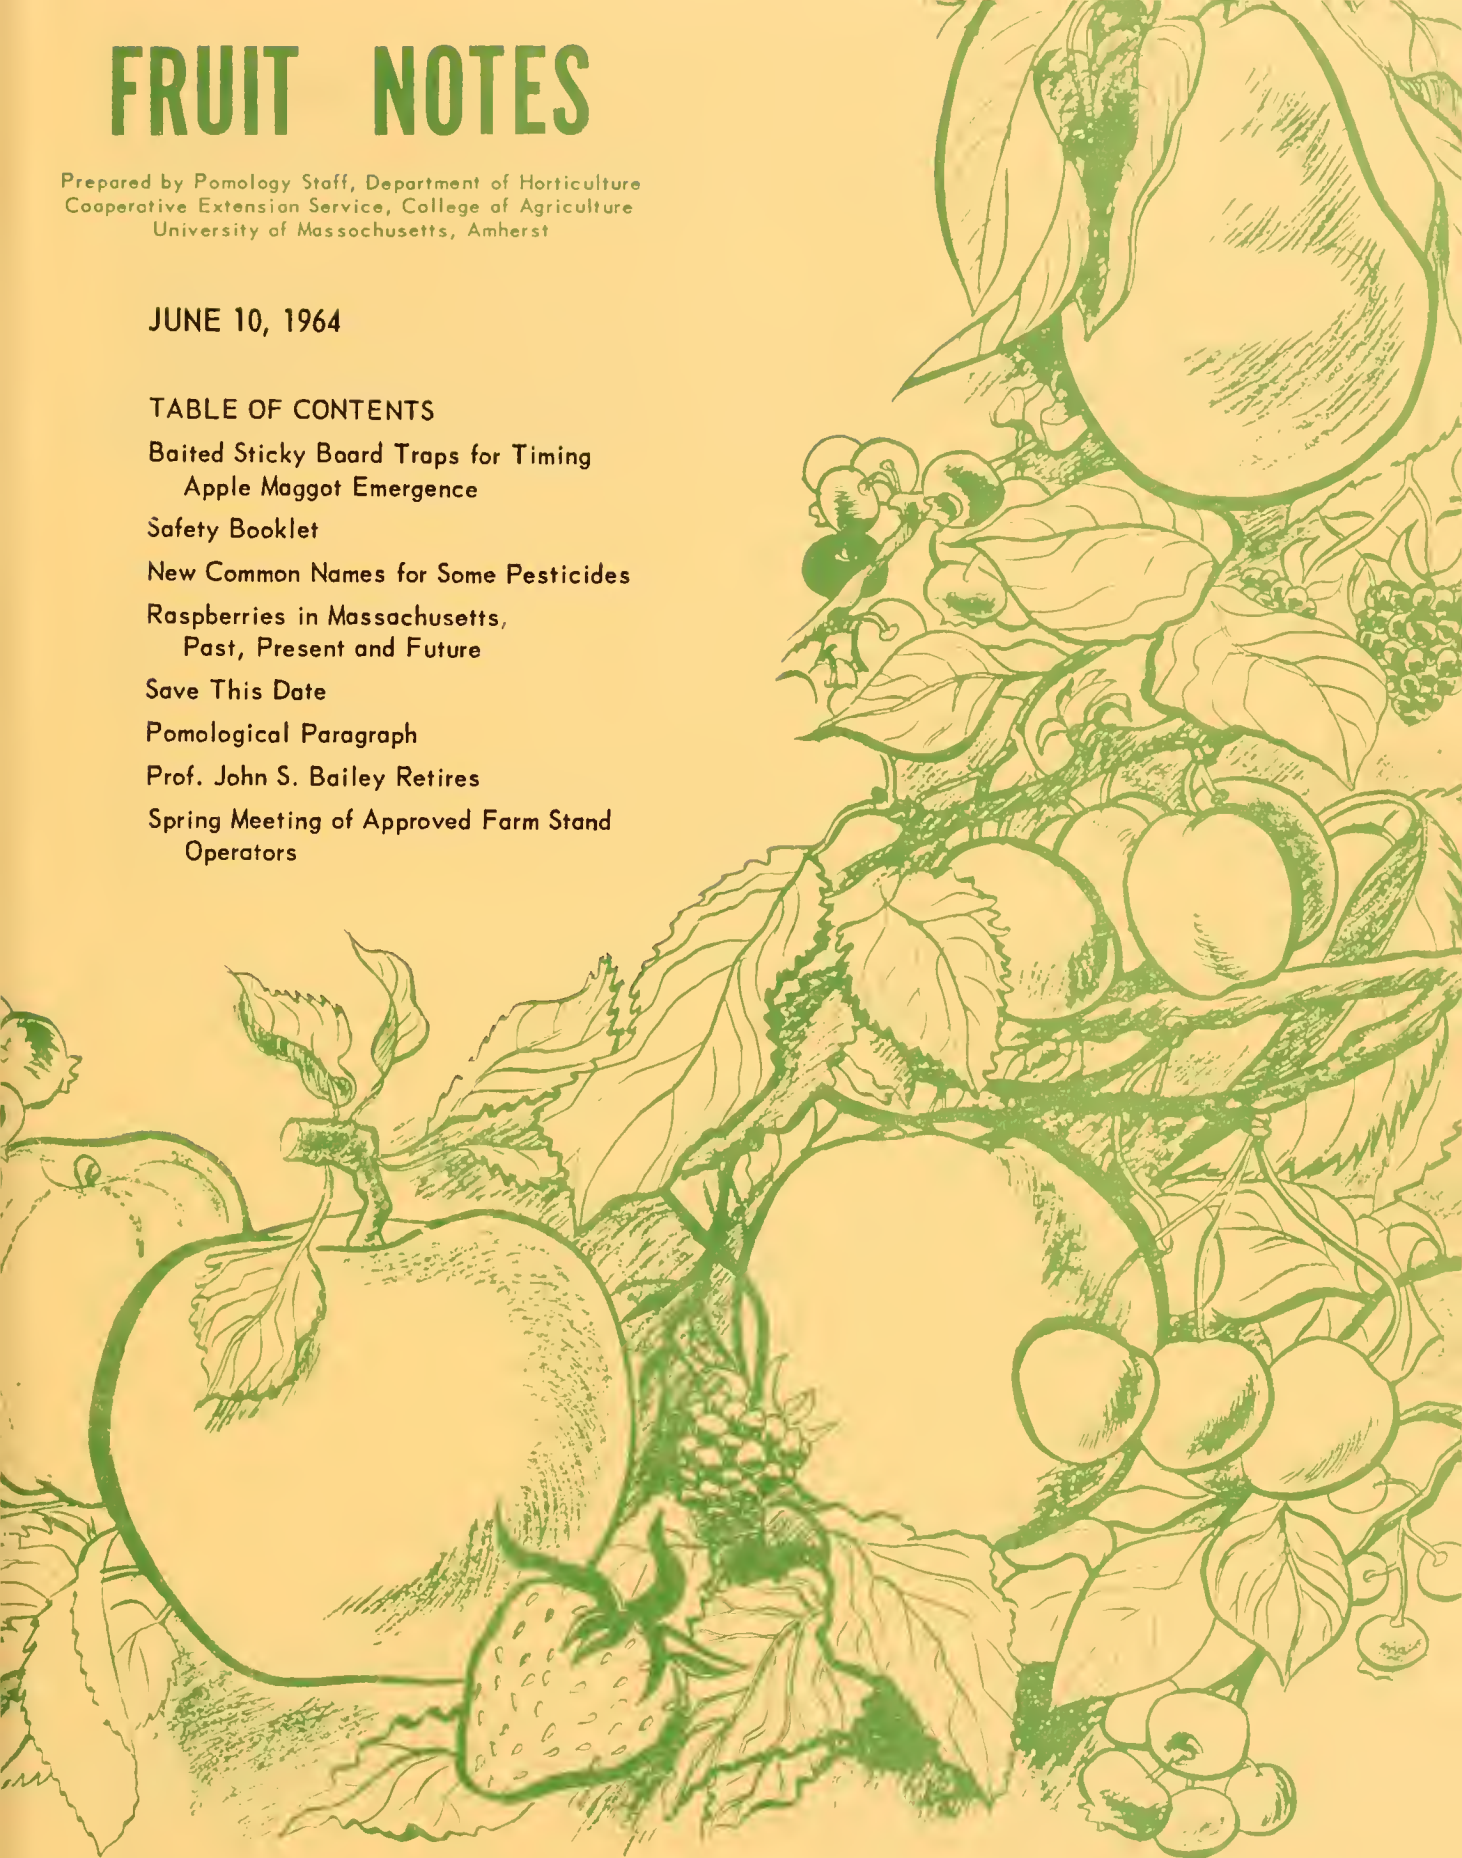 FRUIT NOTES
Prepared by Pomology Staff, Department of Horticulture
Cooperative Extension Service, College of Agriculture
University of Massachusetts, Amherst
JUNE 10, 1964
TABLE OF CONTENTS
Baited Sticky Board Traps for Timing
Apple Maggot Emergence
Safety Booklet
New Common Names for Some Pesticides
Raspberries in Massachusetts,
Past, Present and Future
Save This Date
Pomological Paragraph
Prof. John S. Bailey Retires
Spring Meeting of Approved Farm Stand
Operators